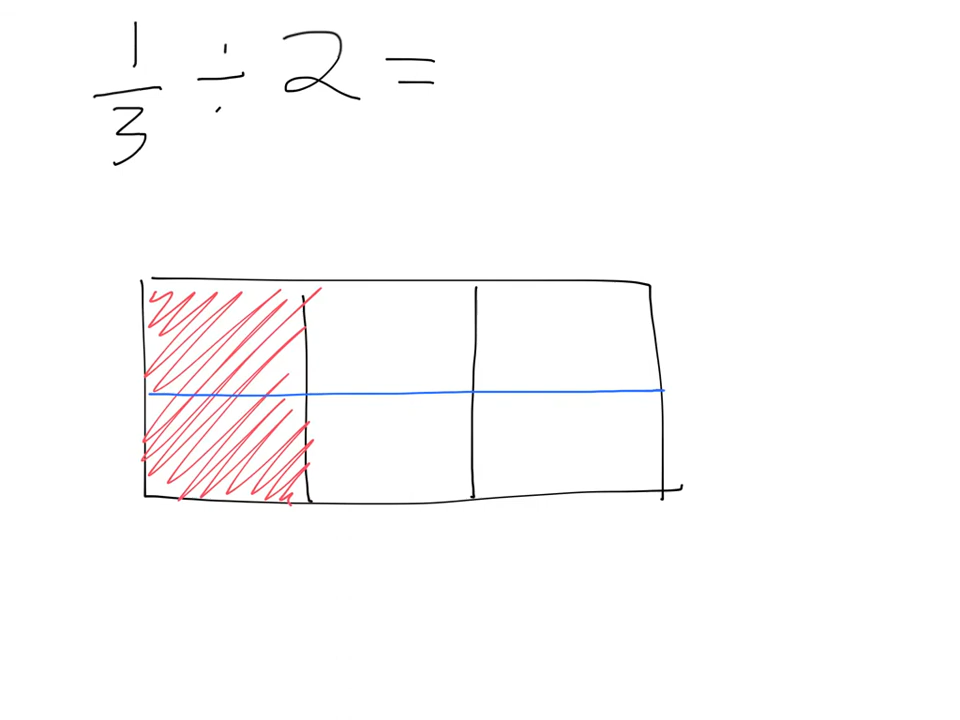 1/3 ÷ 2 =